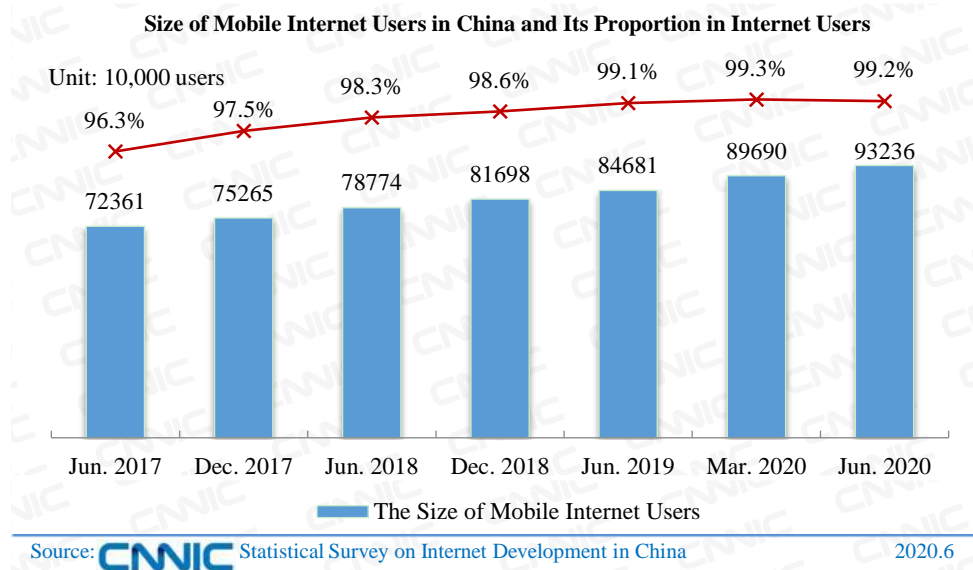 Size of Mobile Internet Users in China and Its Proportion in Internet Users
Unit: 10,000 users
96.3% 97.5% 98.3% 98.6% 99.1% 99.3% 99.2%
72361 75265 78774 81698 84681 89690 93236
Jun. 2017 Dec. 2017 Jun. 2018 Dec. 2018 Jun. 2019 Mar. 2020 Jun. 2020
The Size of Mobile Internet Users
Source: CNNIC Statistical Survey on Internet Development in China 2020.6